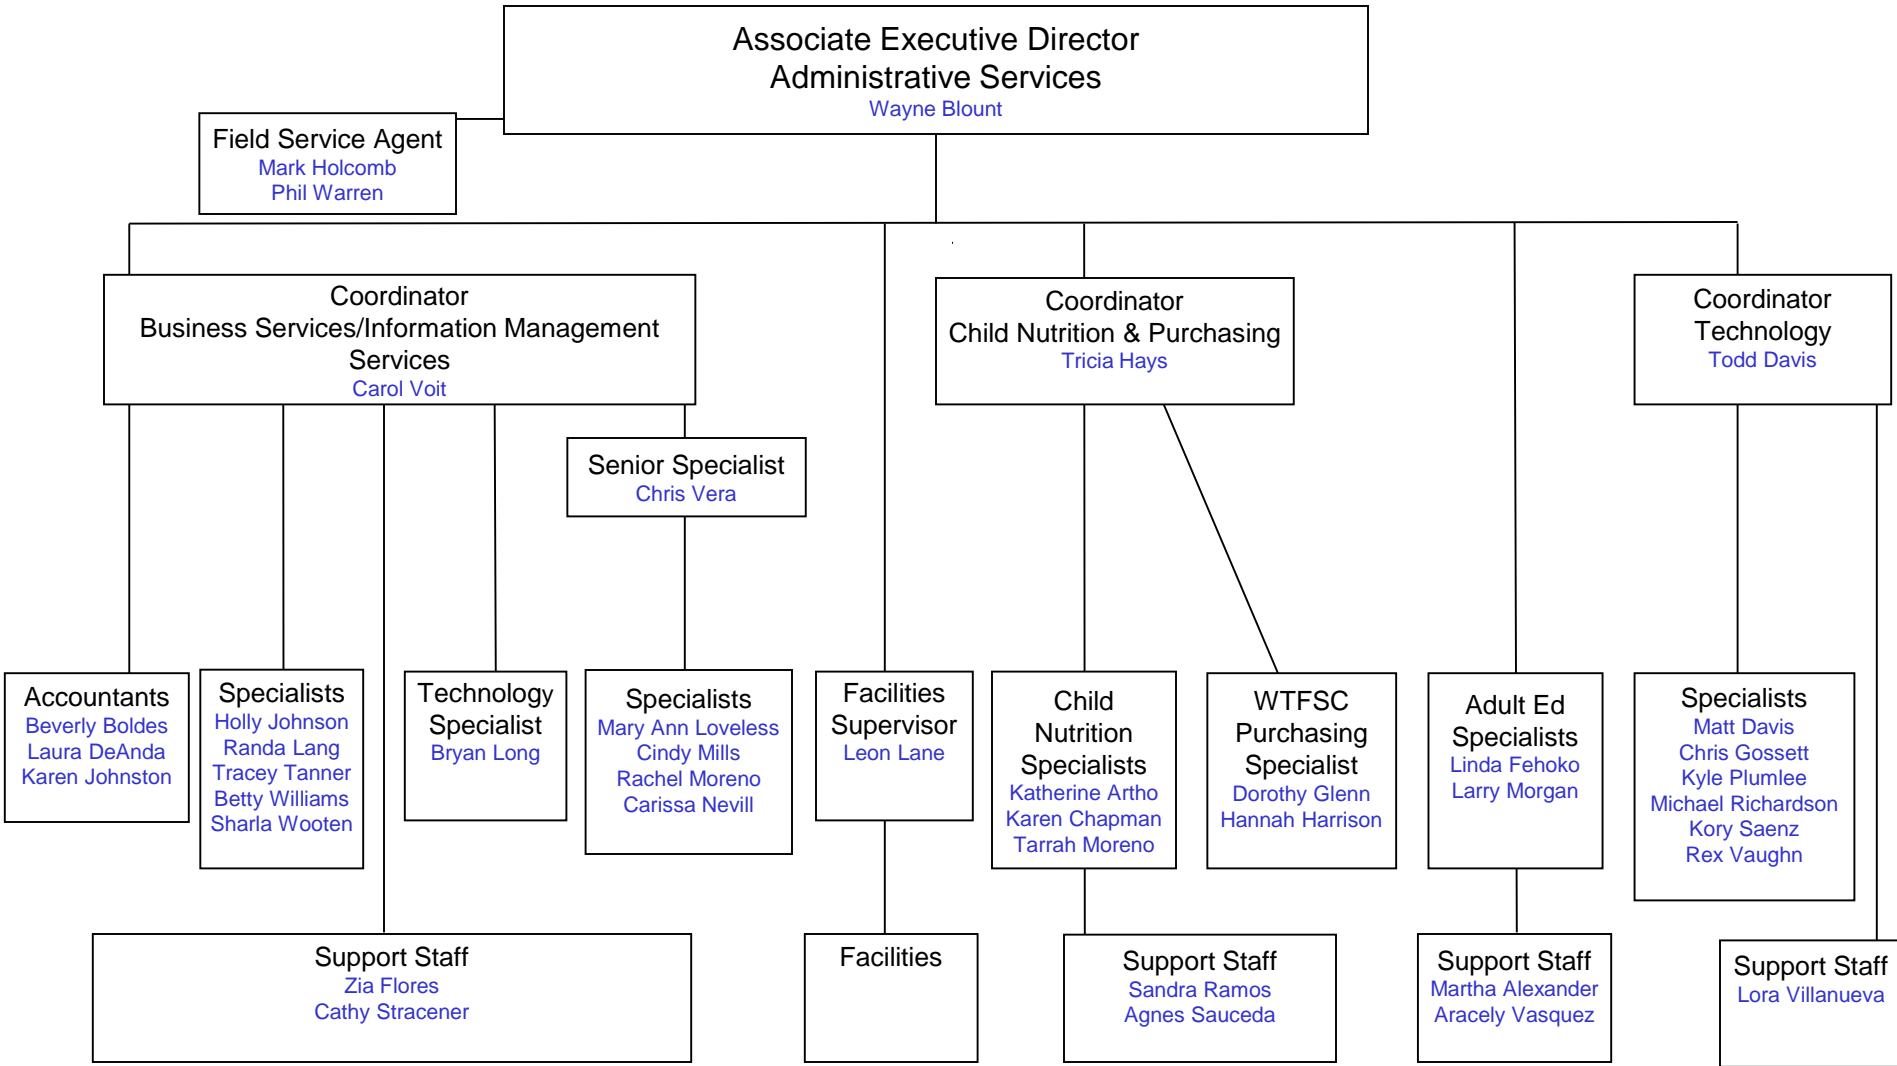 Associate Executive Director
Administrative Services
Wayne Blount
Field Service Agent
Mark Holcomb
Phil Warren
Coordinator
Business Services/Information Management
Services
Carol Voit
Coordinator
Child Nutrition & Purchasing
Tricia Hays
Coordinator
Technology
Todd Davis
Senior Specialist
Chris Vera
Accountants
Beverly Boldes
Laura DeAnda
Karen Johnston
Specialists
Holly Johnson
Randa Lang
Tracey Tanner
Betty Williams
Sharla Wooten
Technology
Specialist
Bryan Long
Specialists
Mary Ann Loveless
Cindy Mills
Rachel Moreno
Carissa Nevill
Facilities
Supervisor
Leon Lane
Child
Nutrition
Specialists
Katherine Artho
Karen Chapman
Tarrah Moreno
WTFSC
Purchasing
Specialist
Dorothy Glenn
Hannah Harrison
Adult Ed
Specialists
Linda Fehoko
Larry Morgan
Specialists
Matt Davis
Chris Gossett
Kyle Plumlee
Michael Richardson
Kory Saenz
Rex Vaughn
Support Staff
Zia Flores
Cathy Stracener
Facilities
Support Staff
Sandra Ramos
Agnes Sauceda
Support Staff
Martha Alexander
Aracely Vasquez
Support Staff
Lora Villanueva